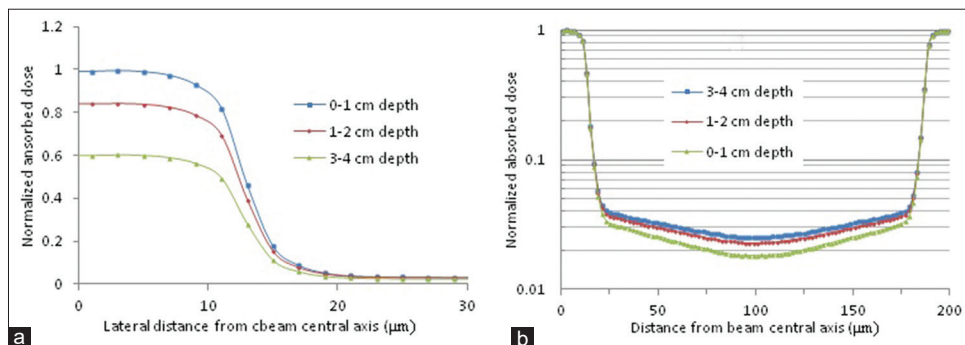 1.2
1
0.8
0.6
0.4
0.2
0
Normalized ansorbed dose
0-1 cm depth
1-2 cm depth
3-4 cm depth
0
10
20
30
Lateral distance from cbeam central axis (µm)
a
1
0.1
0.01
Normalized absorbed dose
3-4 cm depth
1-2 cm depth
0-1 cm depth
0
50
100
150
200
Distance from beam central axis (µm)
b